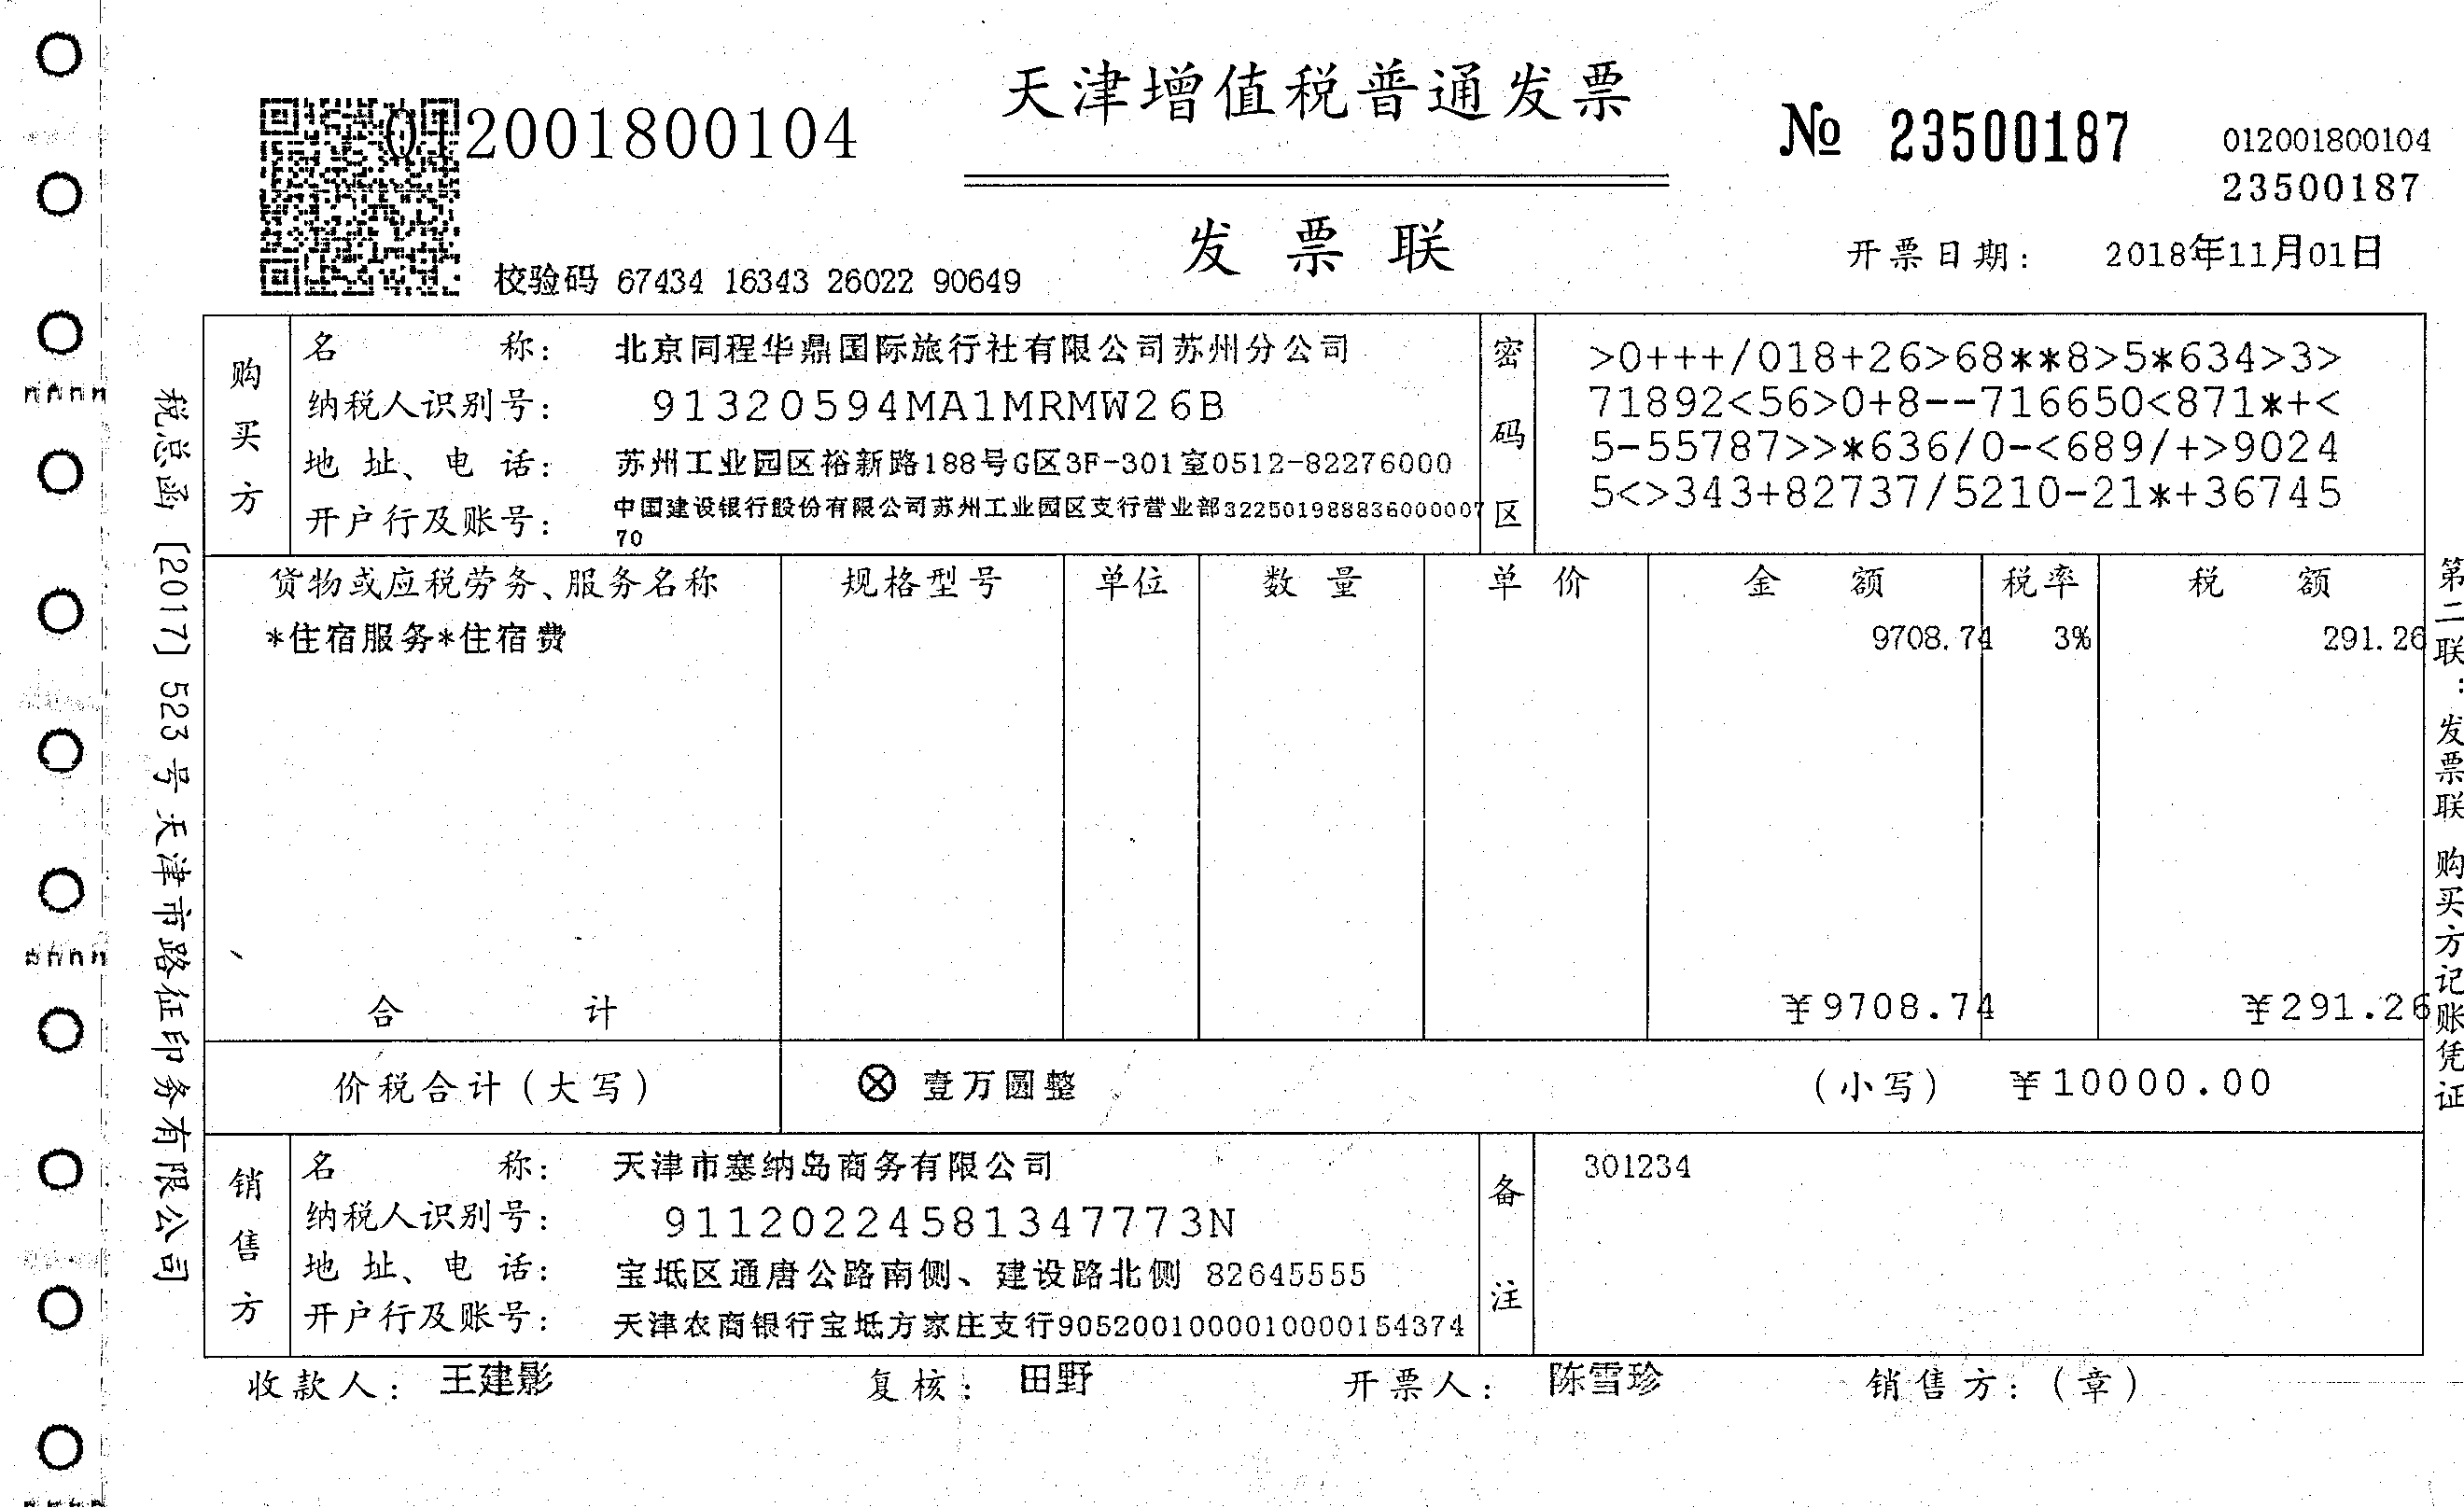 天津增值税普通发票
012001800104
№ 23500187
012001800104
23500187
发票联
校验码 67434 16343 26022 90649
开票日期: 2018年11月01日
税总函〔2017〕523号天津市路征印务有限公司
购买方
名称: 北京同程华鼎国际旅行社有限公司苏州分公司
纳税人识别号: 91320594MA1MRMW26B
地址、电话: 苏州工业园区裕新路188号G区3F-301室0512-82276000
开户行及账号: 中国建设银行股份有限公司苏州工业园区支行营业部322501988836000007
70
密码区
>0+++/018+26>68**8>5*634>3>
71892<56>0+8--716650<871*+<
5-55787>>*636/0-<689/+>9024
5<>343+82737/5210-21*+36745
货物或应税劳务、服务名称 规格型号 单位 数量 单价 金额 税率 税额
*住宿服务*住宿费 9708.74 3% 291.26
合计 ¥9708.74 ¥291.26
价税合计(大写) ⊗ 壹万圆整 (小写) ¥10000.00
销售方
名称: 天津市塞纳岛商务有限公司
纳税人识别号: 91120224581347773N
地址、电话: 宝坻区通唐公路南侧、建设路北侧 82645555
开户行及账号: 天津农商银行宝坻方家庄支行9052001000010000154374
备注
301234
收款人: 王建影 复核: 田野 开票人: 陈雪珍 销售方:(章)
第二联:发票联 购买方记账凭证